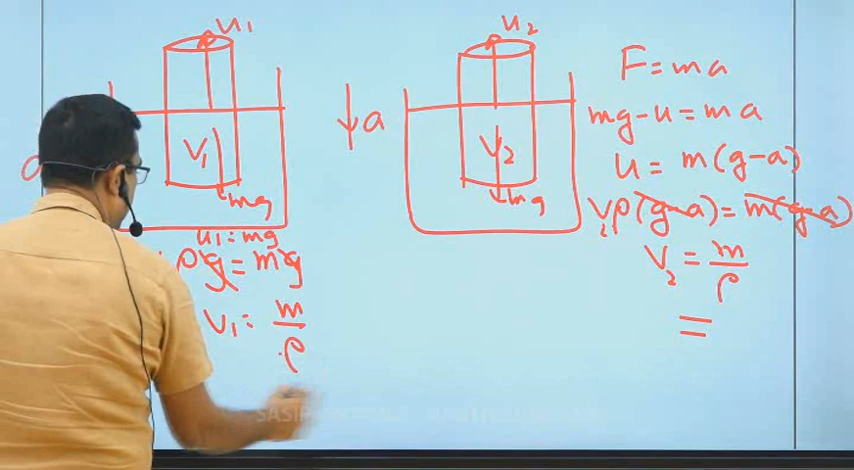 u1
V1
mg
u1 = mg
ρg = mg
V1 = m/ρ
↓a
u2
V2
mg
F = ma
mg - u = ma
u = m(g-a)
V2ρ(g-a) = m(g-a)
V2 = m/ρ
=